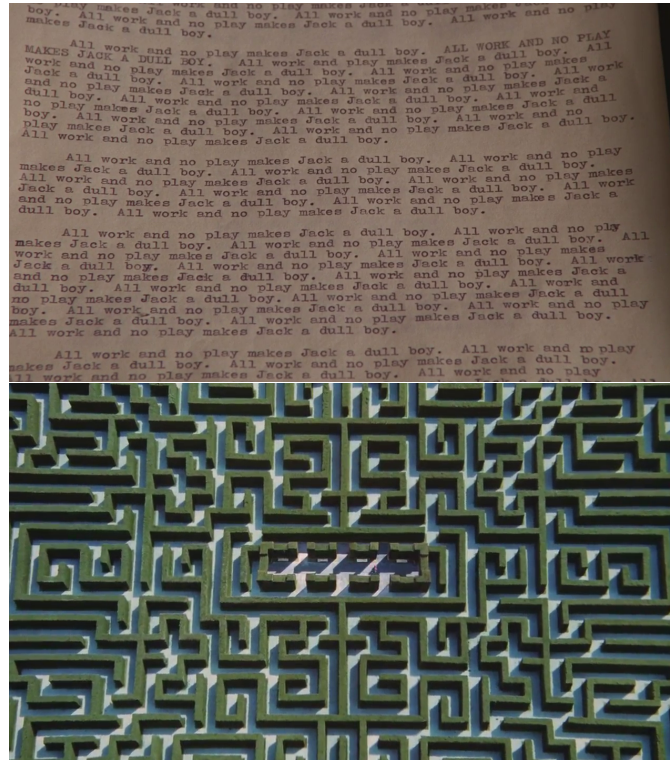 boy. All work and no play makes Jack a dull boy. All work and no play
makes Jack a dull boy.
All work and no play makes Jack a dull boy. ALL WORK AND NO PLAY
MAKES JACK A DULL BOY. All work and no play makes Jack a dull boy. All
work and no play makes Jack a dull boy. All work and no play makes
Jack a dull boy. All work and no play makes Jack a dull boy. All work
and no play makes Jack a dull boy. All work and no play makes Jack a
dull boy. All work and no play makes Jack a dull boy. All work and
no play makes Jack a dull boy. All work and no play makes Jack a dull
boy. All work and no play makes Jack a dull boy. All work and no
play makes Jack a dull boy. All work and no play makes Jack a dull boy.
All work and no play makes Jack a dull boy.
All work and no play makes Jack a dull boy. All work and no play
makes Jack a dull boy. All work and no play makes Jack a dull boy.
All work and no play makes Jack a dull boy. All work and no play makes
Jack a dull boy. All work and no play makes Jack a dull boy. All work
and no play makes Jack a dull boy. All work and no play makes Jack a
dull boy. All work and no play makes Jack a dull boy.
All work and no play makes Jack a dull boy. All work and no play
makes Jack a dull boy. All work and no play makes Jack a dull boy. All
work and no play makes Jack a dull boy. All work and no play makes
Jack a dull boy. All work and no play makes Jack a dull boy. All work
and no play makes Jack a dull boy. All work and no play makes Jack a
dull boy. All work and no play makes Jack a dull boy. All work and
no play makes Jack a dull boy. All work and no play makes Jack a dull
boy. All work and no play makes Jack a dull boy. All work and no play
makes Jack a dull boy. All work and no play makes Jack a dull boy.
All work and no play makes Jack a dull boy.
All work and no play makes Jack a dull boy. All work and no play
makes Jack a dull boy. All work and no play makes Jack a dull boy.
All work and no play makes Jack a dull boy. All work and no play